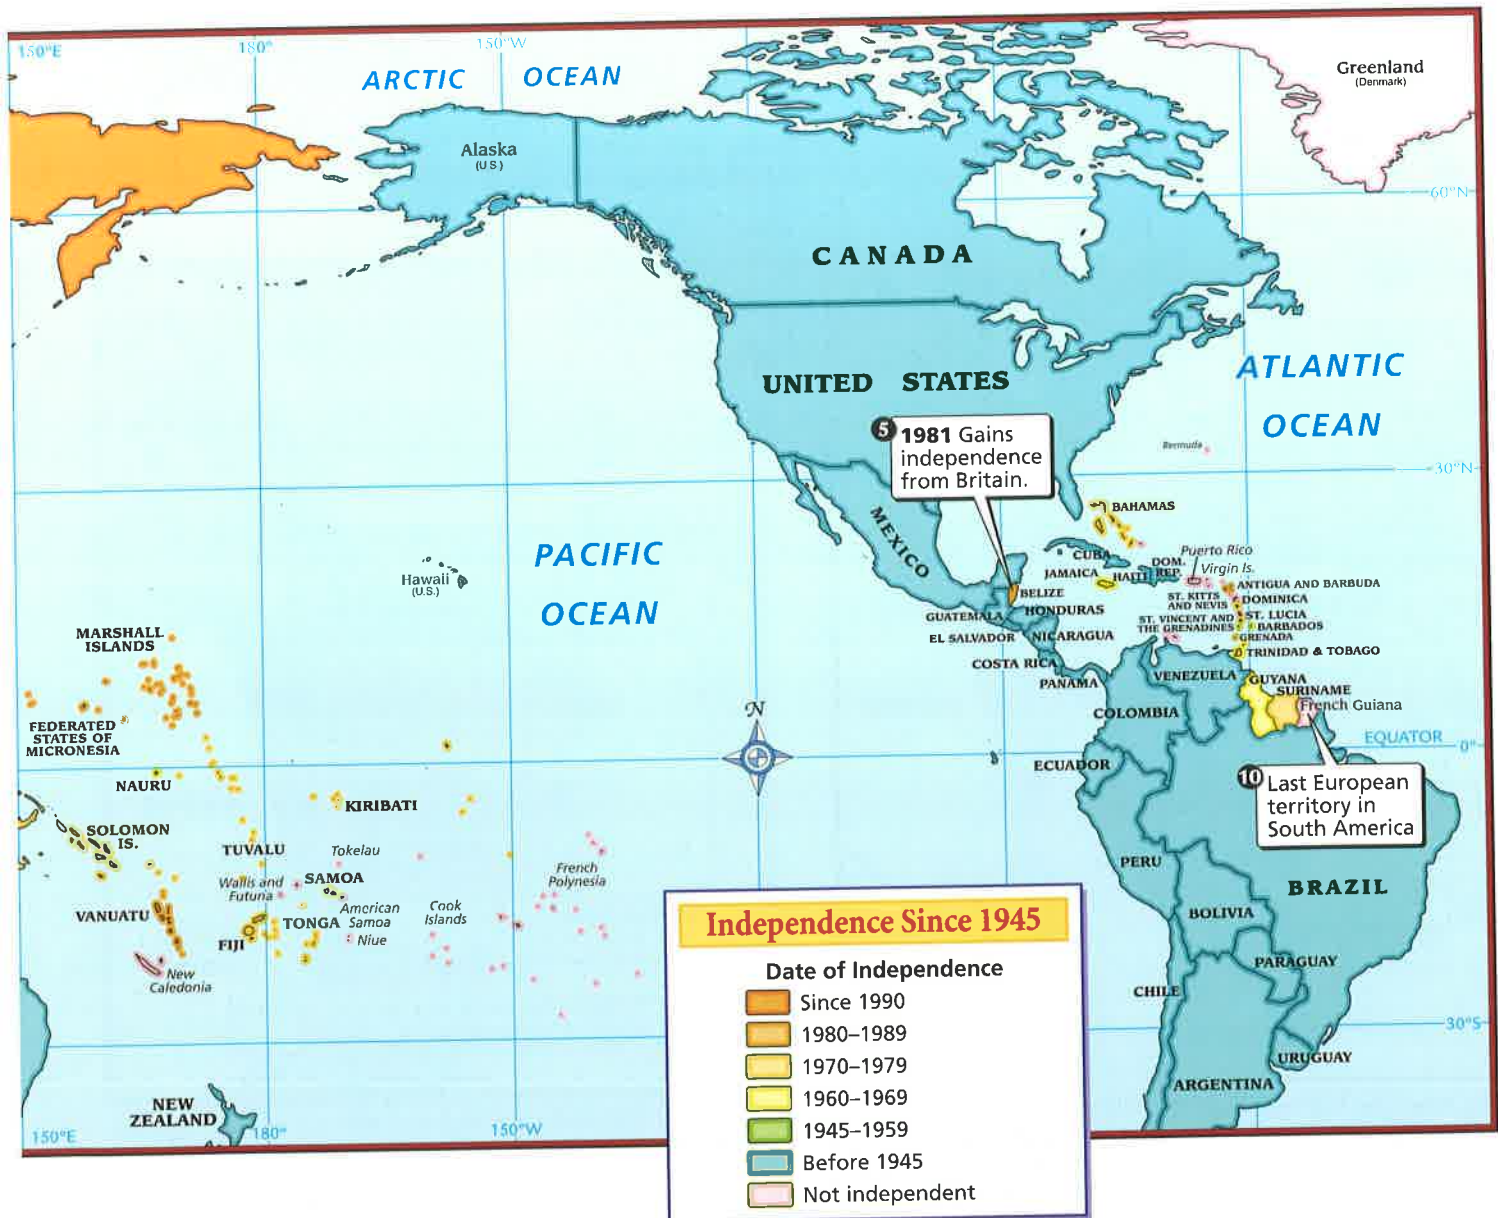 150°E
180°
150°W
ARCTIC OCEAN
Greenland
(Denmark)
Alaska
(U.S.)
60°N
CANADA
ATLANTIC
OCEAN
UNITED STATES
5 1981 Gains
independence
from Britain.
Bermuda
30°N
BAHAMAS
MEXICO
PACIFIC
OCEAN
Hawaii
(U.S.)
CUBA
JAMAICA
HAITI
DOM.
REP.
Puerto Rico
Virgin Is.
ANTIGUA AND BARBUDA
ST. KITTS
AND NEVIS
DOMINICA
ST. LUCIA
ST. VINCENT AND
THE GRENADINES
BARBADOS
GRENADA
TRINIDAD & TOBAGO
BELIZE
GUATEMALA
HONDURAS
EL SALVADOR
NICARAGUA
COSTA RICA
PANAMA
VENEZUELA
GUYANA
SURINAME
French Guiana
COLOMBIA
EQUATOR
0°
ECUADOR
10 Last European
territory in
South America
MARSHALL
ISLANDS
FEDERATED
STATES OF
MICRONESIA
NAURU
KIRIBATI
SOLOMON
IS.
TUVALU
Tokelau
Wallis and
Futuna
SAMOA
American
Samoa
VANUATU
TONGA
Niue
FIJI
Cook
Islands
French
Polynesia
New
Caledonia
N
PERU
BRAZIL
BOLIVIA
PARAGUAY
CHILE
30°S
URUGUAY
ARGENTINA
NEW
ZEALAND
150°E
180°
150°W
Independence Since 1945
Date of Independence
Since 1990
1980–1989
1970–1979
1960–1969
1945–1959
Before 1945
Not independent